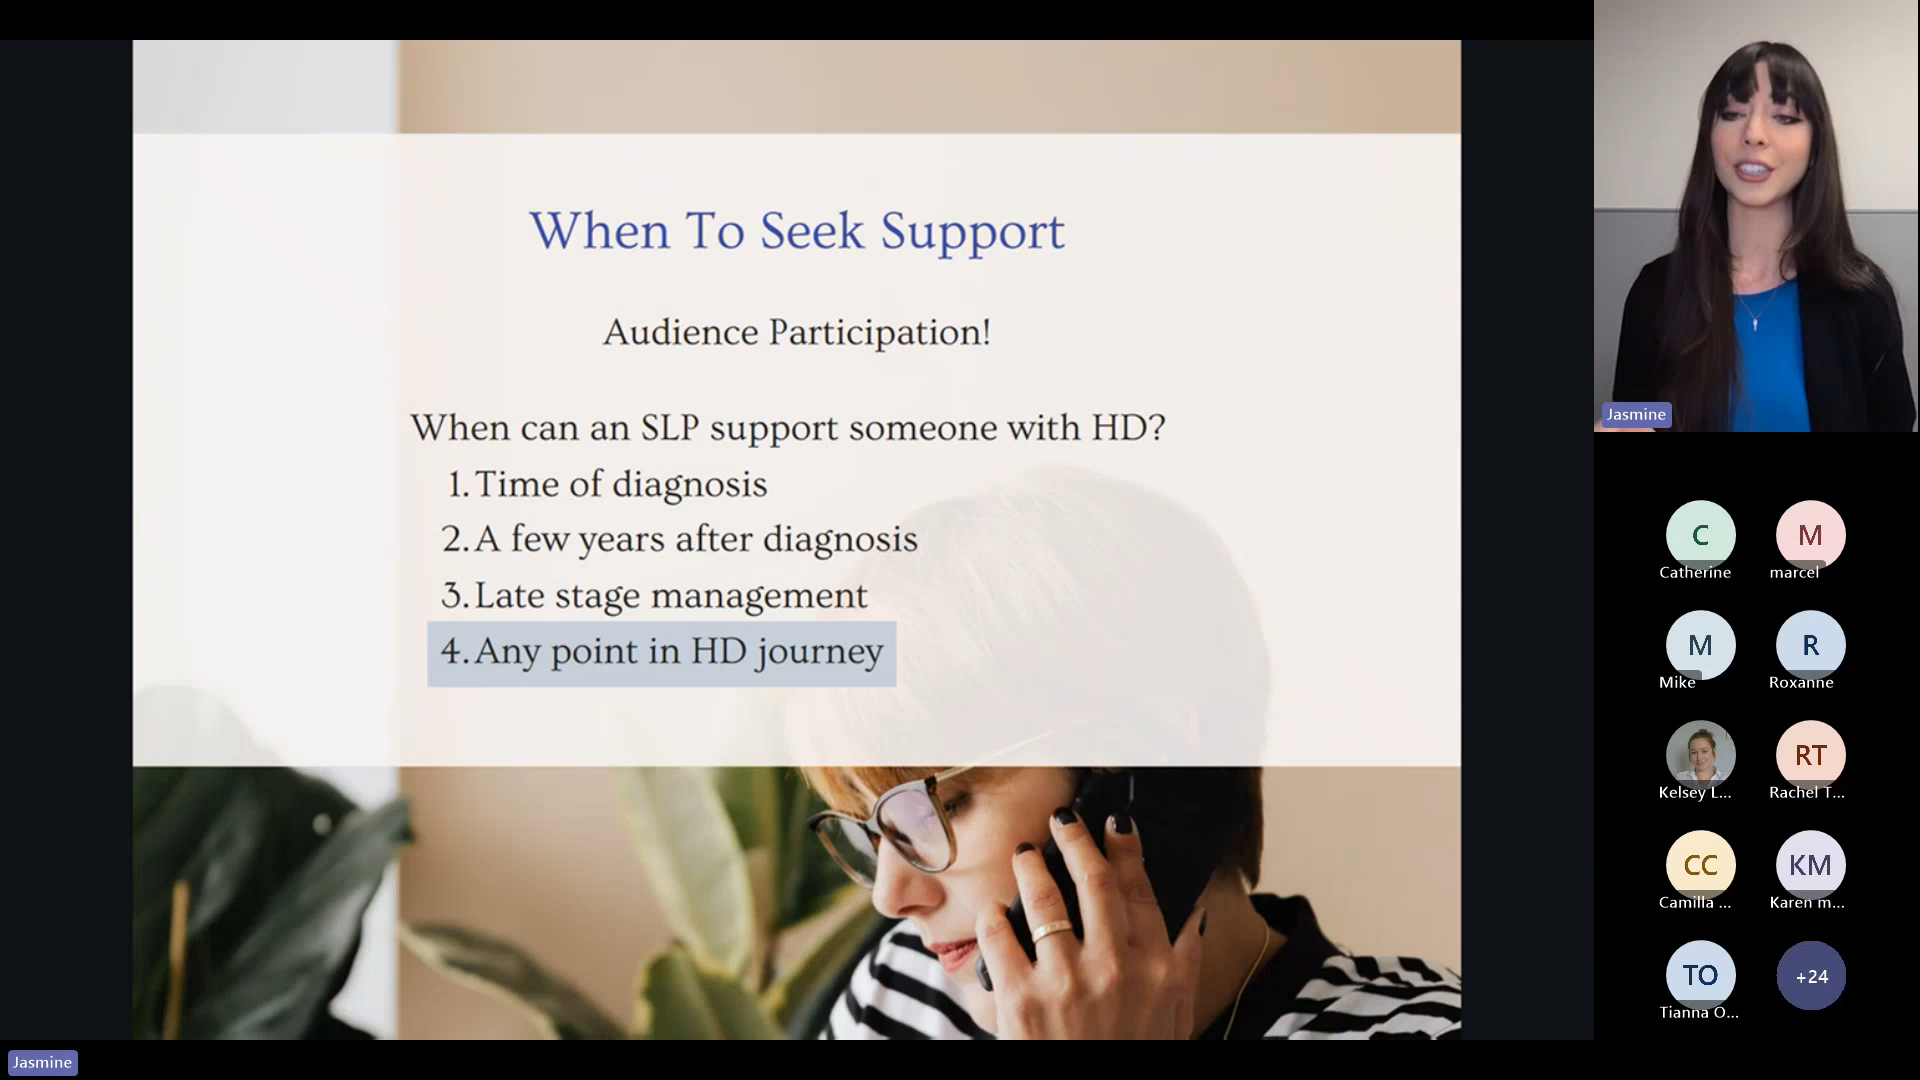 When To Seek Support
Audience Participation!
When can an SLP support someone with HD?
1. Time of diagnosis
2. A few years after diagnosis
3. Late stage management
4. Any point in HD journey
Jasmine
C
Catherine
M
marcel
M
Mike
R
Roxanne
Kelsey L...
RT
Rachel T...
CC
Camilla ...
KM
Karen m...
TO
Tianna O...
+24
Jasmine